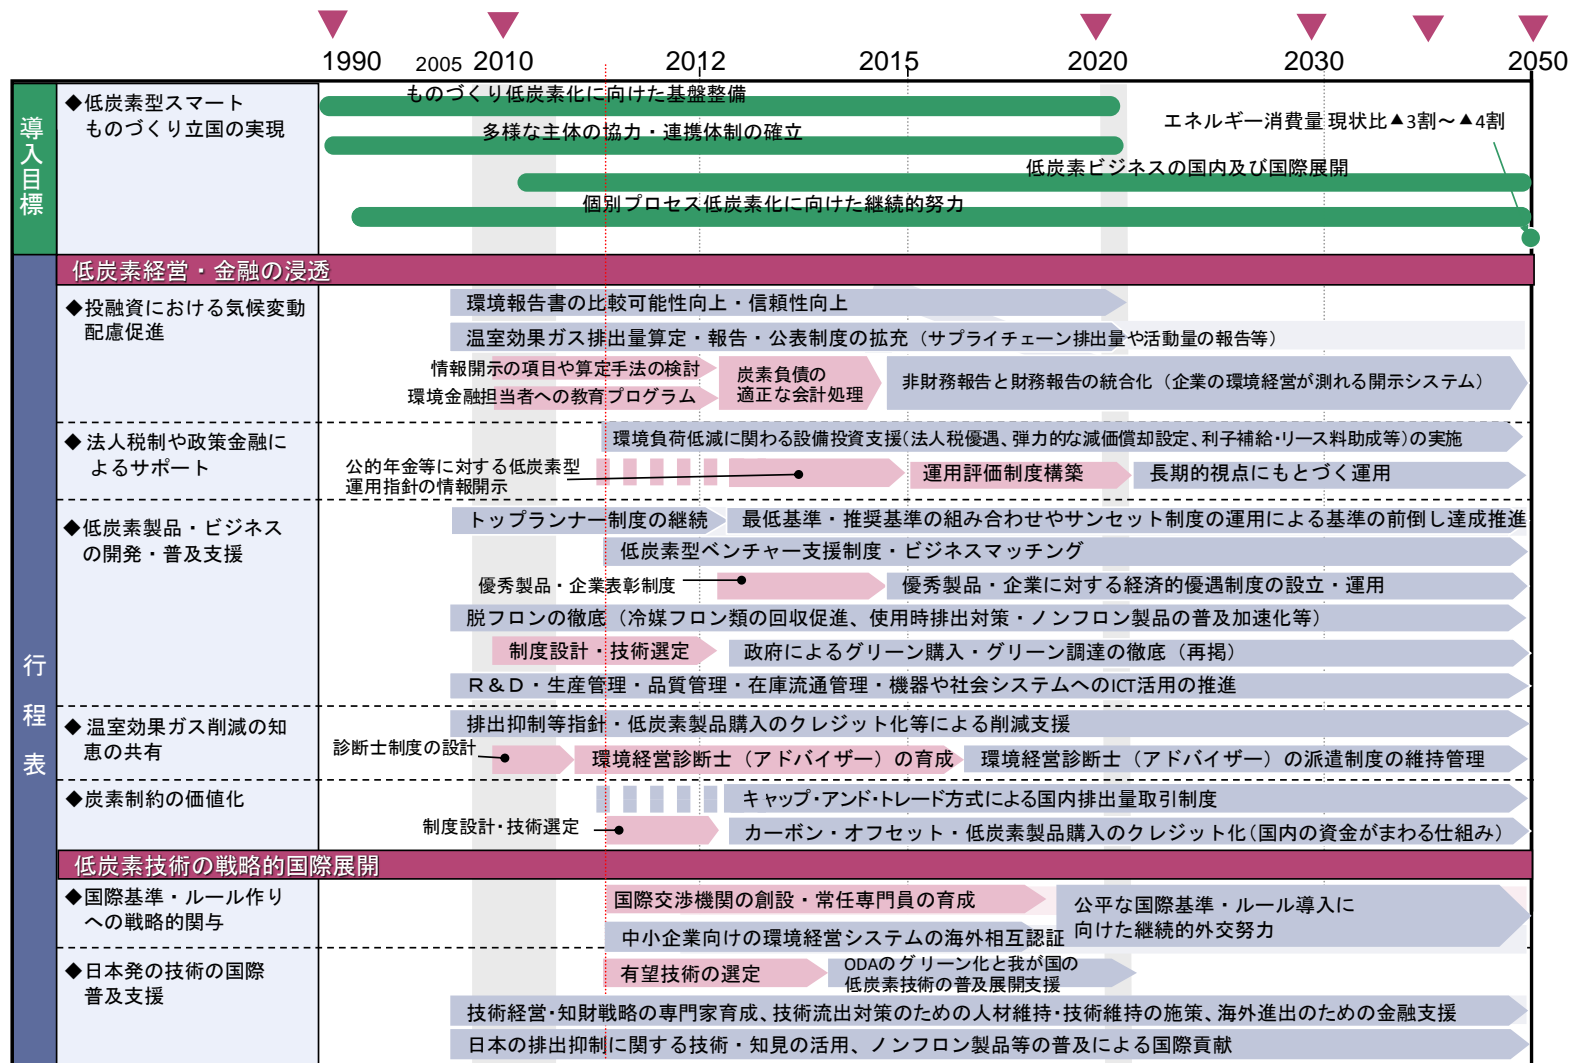 1990 2005 2010 2012 2015 2020 2030 2050
導入目標
◆低炭素型スマート
ものづくり立国の実現
ものづくり低炭素化に向けた基盤整備
多様な主体の協力・連携体制の確立
エネルギー消費量 現状比▲3割～▲4割
低炭素ビジネスの国内及び国際展開
個別プロセス低炭素化に向けた継続的努力
行程表
低炭素経営・金融の浸透
◆投融資における気候変動
配慮促進
環境報告書の比較可能性向上・信頼性向上
温室効果ガス排出量算定・報告・公表制度の拡充（サプライチェーン排出量や活動量の報告等）
情報開示の項目や算定手法の検討
環境金融担当者への教育プログラム
炭素負債の
適正な会計処理
非財務報告と財務報告の統合化（企業の環境経営が測れる開示システム）
◆法人税制や政策金融に
よるサポート
環境負荷低減に関わる設備投資支援(法人税優遇、弾力的な減価償却設定、利子補給・リース料助成等)の実施
公的年金等に対する低炭素型
運用指針の情報開示
運用評価制度構築
長期的視点にもとづく運用
◆低炭素製品・ビジネス
の開発・普及支援
トップランナー制度の継続
最低基準・推奨基準の組み合わせやサンセット制度の運用による基準の前倒し達成推進
低炭素型ベンチャー支援制度・ビジネスマッチング
優秀製品・企業表彰制度
優秀製品・企業に対する経済的優遇制度の設立・運用
脱フロンの徹底（冷媒フロン類の回収促進、使用時排出対策・ノンフロン製品の普及加速化等）
制度設計・技術選定
政府によるグリーン購入・グリーン調達の徹底（再掲）
Ｒ＆Ｄ・生産管理・品質管理・在庫流通管理・機器や社会システムへのICT活用の推進
◆温室効果ガス削減の知
恵の共有
排出抑制等指針・低炭素製品購入のクレジット化等による削減支援
診断士制度の設計
環境経営診断士（アドバイザー）の育成
環境経営診断士（アドバイザー）の派遣制度の維持管理
◆炭素制約の価値化
キャップ・アンド・トレード方式による国内排出量取引制度
制度設計・技術選定
カーボン・オフセット・低炭素製品購入のクレジット化(国内の資金がまわる仕組み)
低炭素技術の戦略的国際展開
◆国際基準・ルール作り
への戦略的関与
国際交渉機関の創設・常任専門員の育成
中小企業向けの環境経営システムの海外相互認証
公平な国際基準・ルール導入に
向けた継続的外交努力
◆日本発の技術の国際
普及支援
有望技術の選定
ODAのグリーン化と我が国の
低炭素技術の普及展開支援
技術経営・知財戦略の専門家育成、技術流出対策のための人材維持・技術維持の施策、海外進出のための金融支援
日本の排出抑制に関する技術・知見の活用、ノンフロン製品等の普及による国際貢献